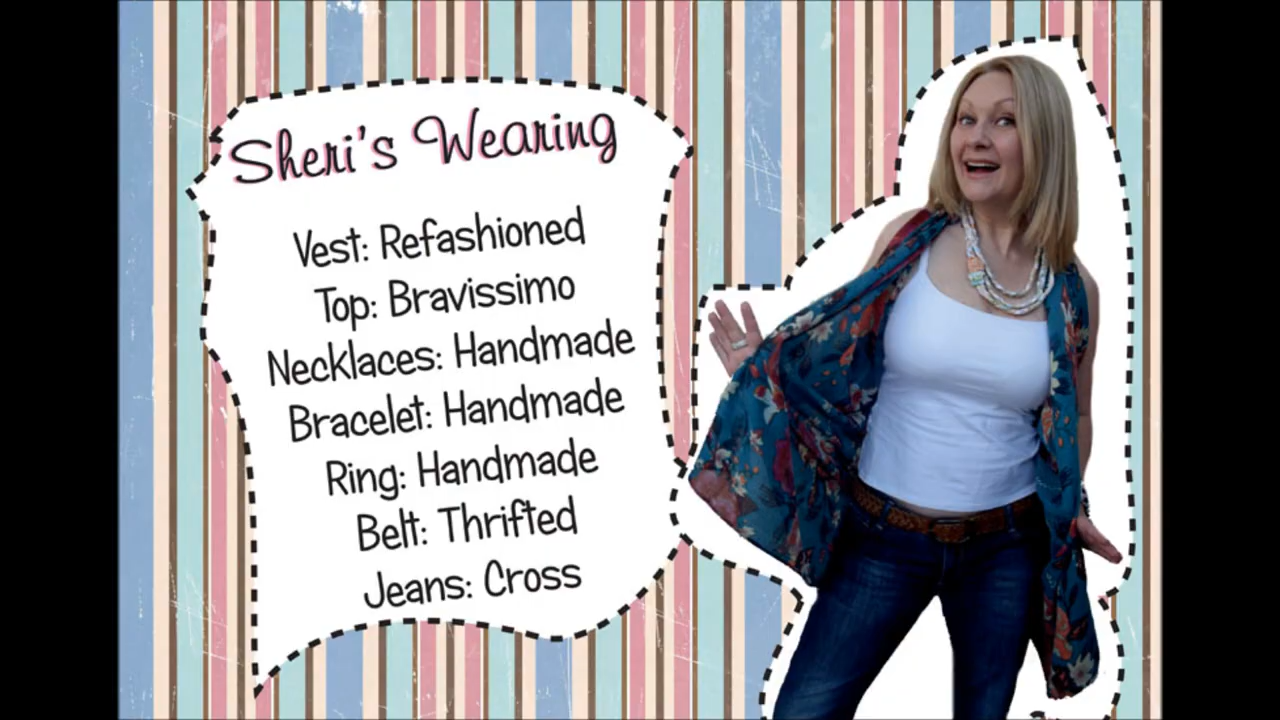 Sheri's Wearing
Vest: Refashioned
Top: Bravissimo
Necklaces: Handmade
Bracelet: Handmade
Ring: Handmade
Belt: Thrifted
Jeans: Cross